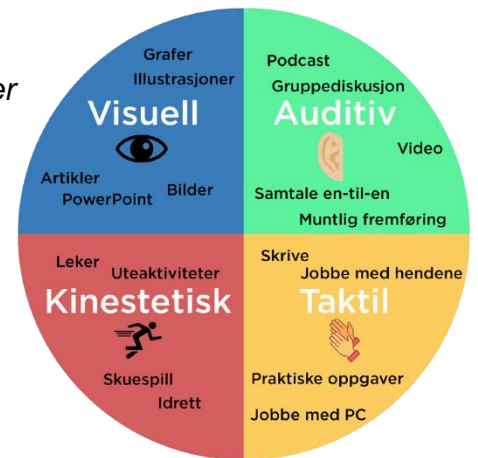 er
Grafer
Illustrasjoner
Visuell
Artikler
PowerPoint
Bilder
Podcast
Gruppediskusjon
Auditiv
Video
Samtale en-til-en
Muntlig fremføring
Leker
Uteaktiviteter
Kinestetisk
Skuespill
Idrett
Skrive
Jobbe med hendene
Taktil
Praktiske oppgaver
Jobbe med PC